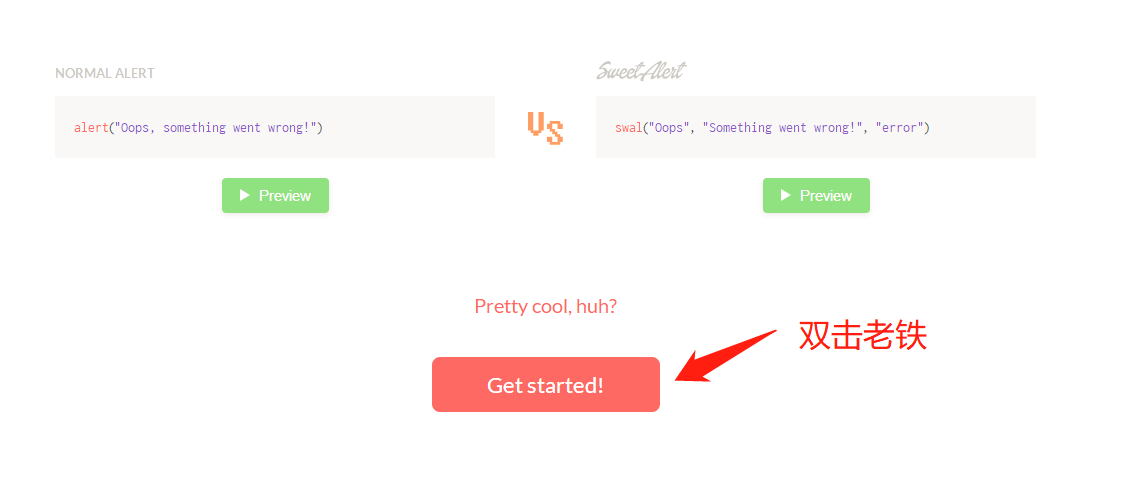 NORMAL ALERT
SweetAlert
alert("Oops, something went wrong!")
VS
swal("Oops", "Something went wrong!", "error")
Preview
Preview
Pretty cool, huh?
双击老铁
Get started!